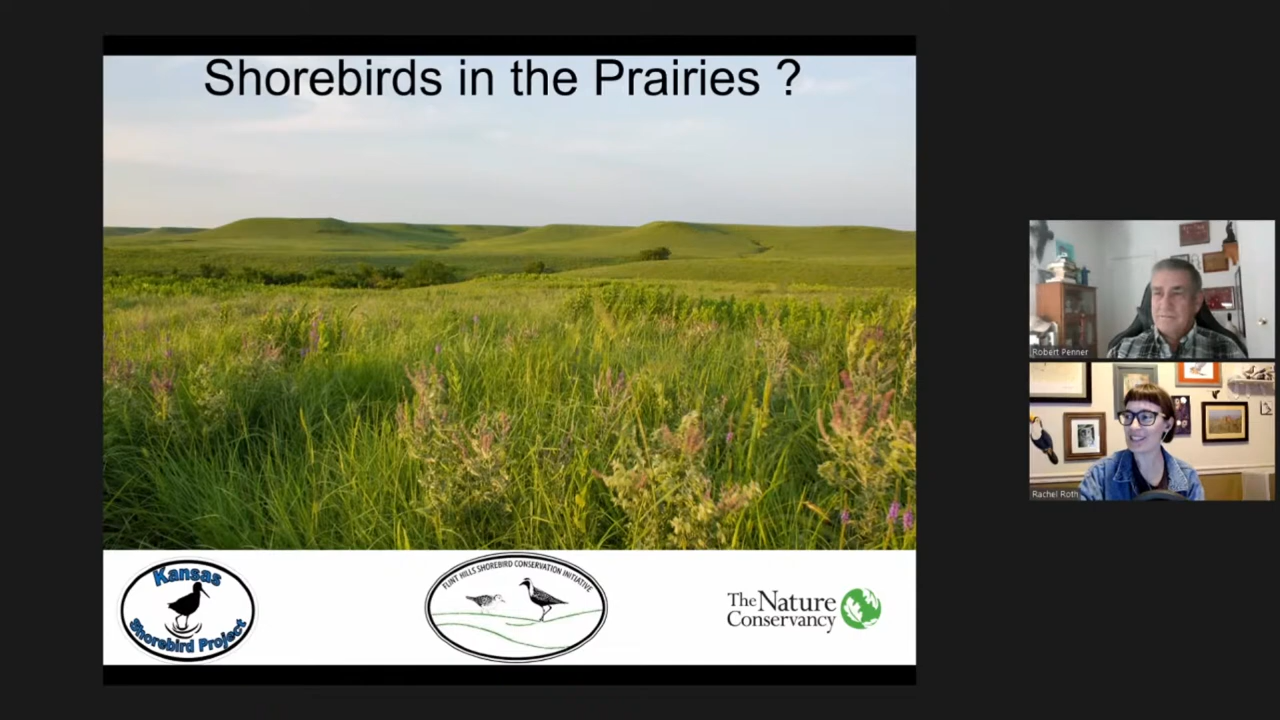 Shorebirds in the Prairies ?
Robert Penner
Rachel Roth
Kansas
Shorebird Project
FLINT HILLS SHOREBIRD CONSERVATION INITIATIVE
The Nature
Conservancy